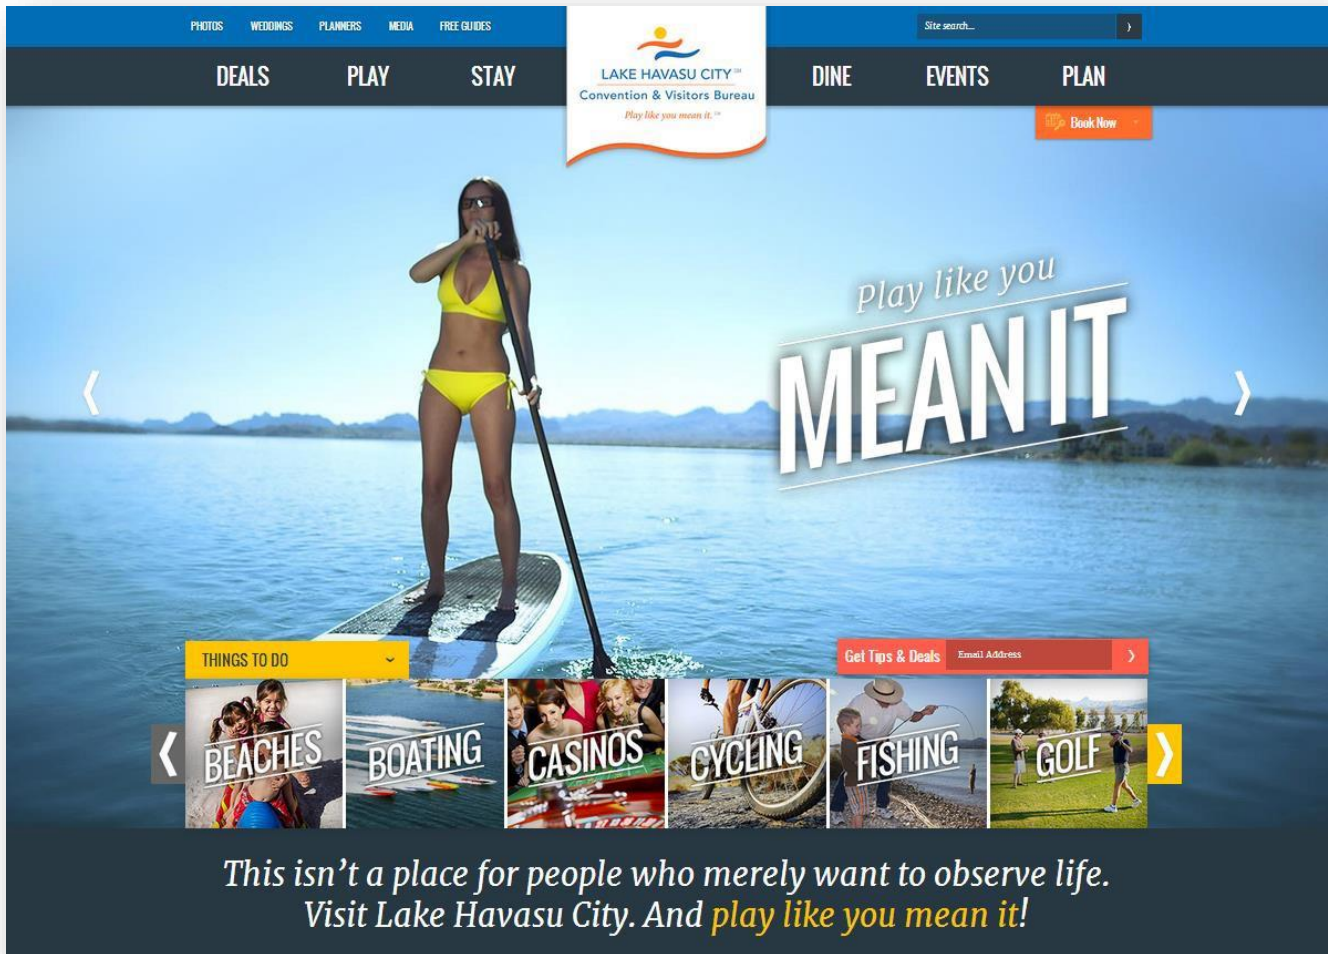 PHOTOS WEDDINGS PLANNERS MEDIA FREE GUIDES
Site search...
DEALS PLAY STAY
LAKE HAVASU CITY
Convention & Visitors Bureau
Play like you mean it.
DINE EVENTS PLAN
Book Now
Play like you
MEAN IT
THINGS TO DO
Get Tips & Deals Email Address
BEACHES BOATING CASINOS CYCLING FISHING GOLF
This isn’t a place for people who merely want to observe life.
Visit Lake Havasu City. And play like you mean it!